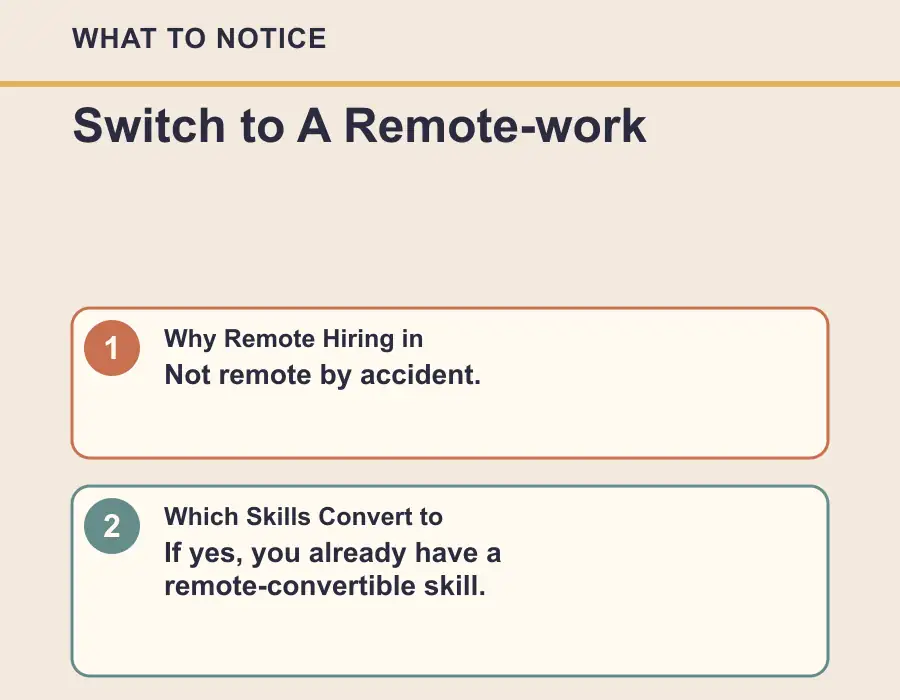 WHAT TO NOTICE
Switch to A Remote-work
1
Why Remote Hiring in
Not remote by accident.
2
Which Skills Convert to
If yes, you already have a
remote-convertible skill.